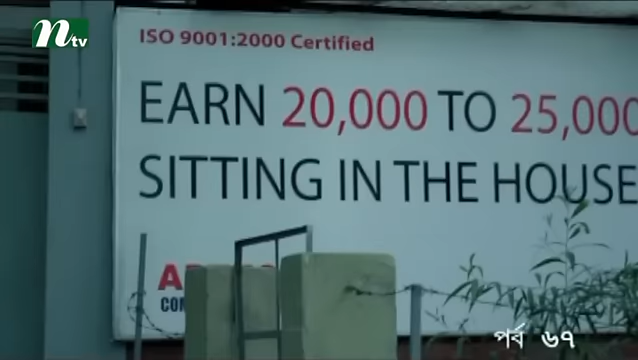 ntv
ISO 9001:2000 Certified
EARN 20,000 TO 25,000
SITTING IN THE HOUSE
পর্ব ৬৭